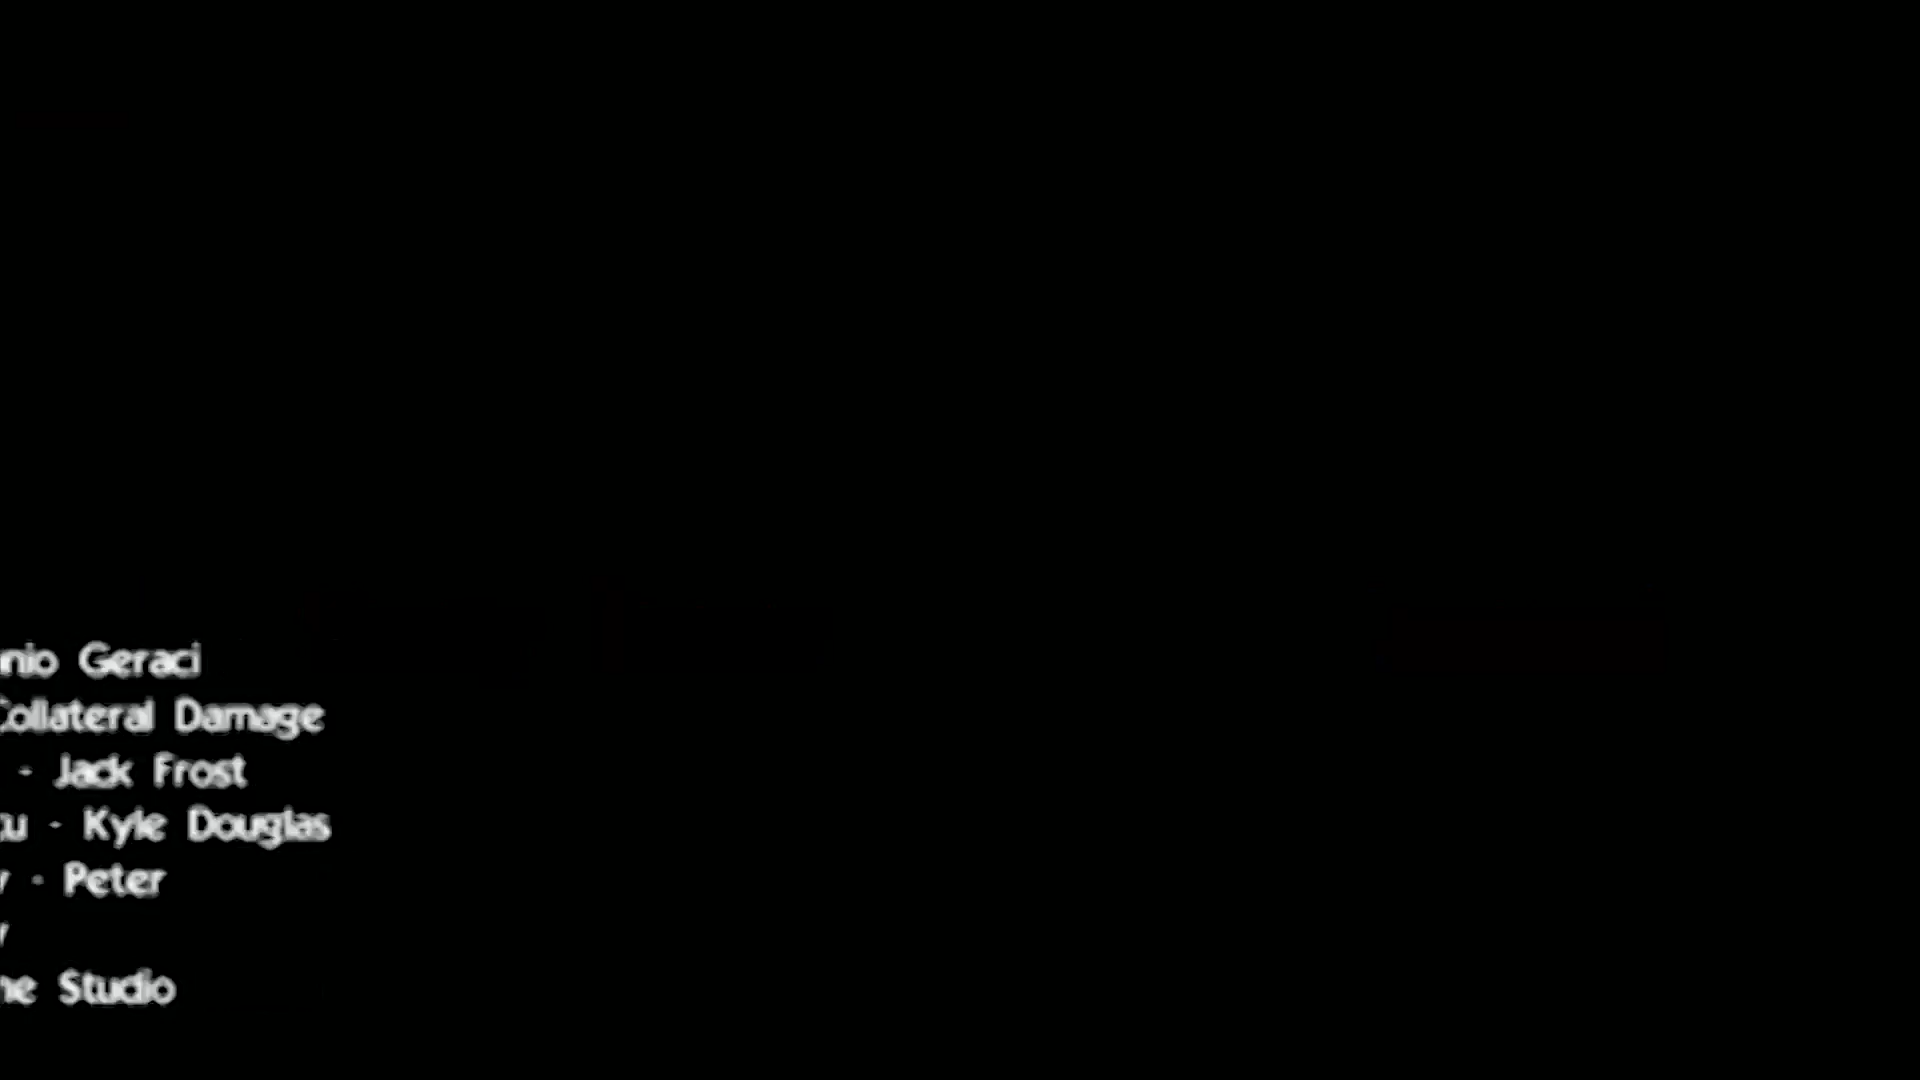 nio Geraci
Collateral Damage
- Jack Frost
u - Kyle Douglas
- Peter
Studio